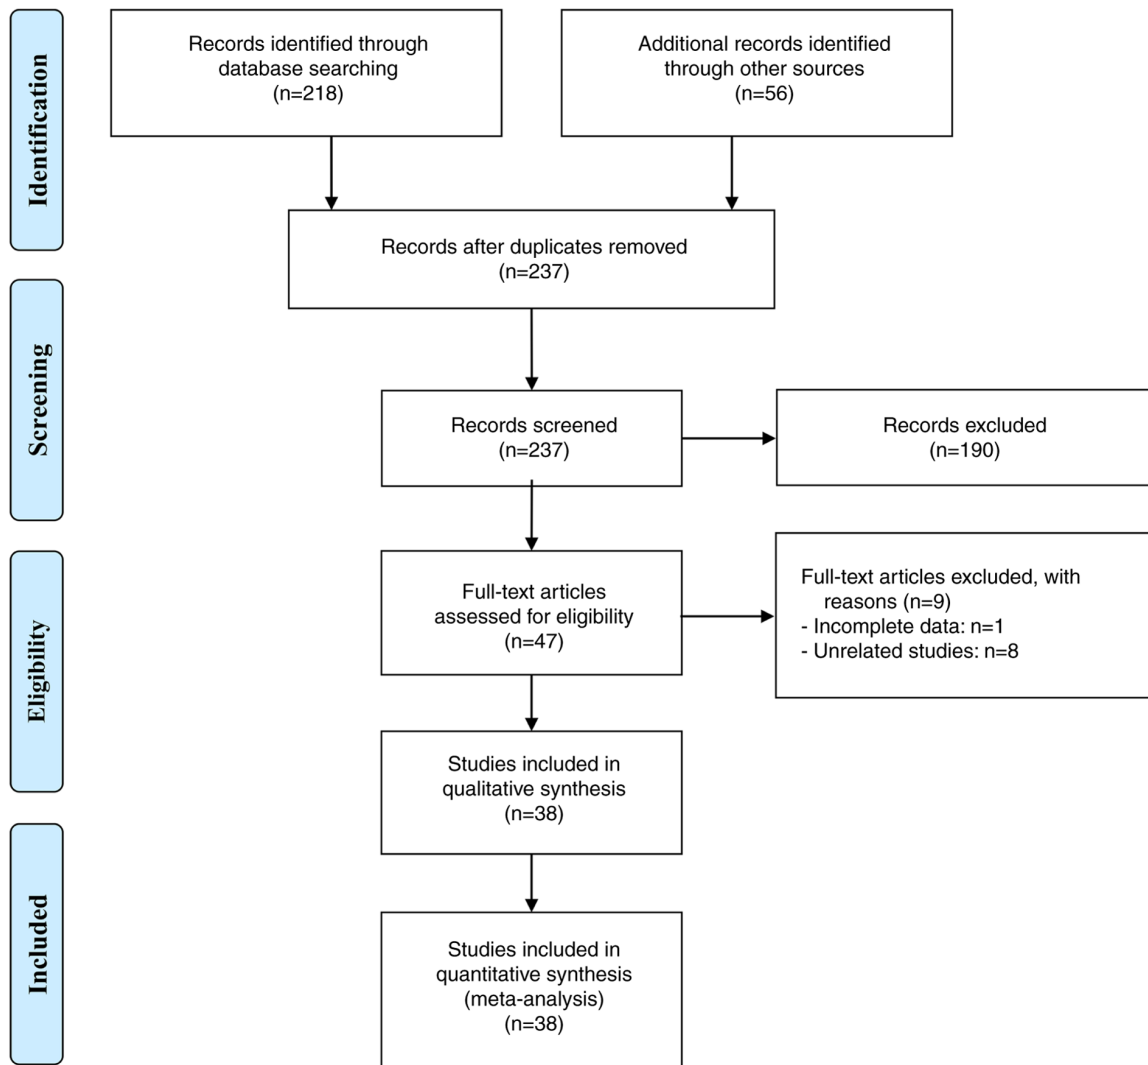 Identification
Records identified through
database searching
(n=218)
Additional records identified
through other sources
(n=56)
Records after duplicates removed
(n=237)
Screening
Records screened
(n=237)
Records excluded
(n=190)
Eligibility
Full-text articles
assessed for eligibility
(n=47)
Full-text articles excluded, with
reasons (n=9)
- Incomplete data: n=1
- Unrelated studies: n=8
Studies included in
qualitative synthesis
(n=38)
Included
Studies included in
quantitative synthesis
(meta-analysis)
(n=38)